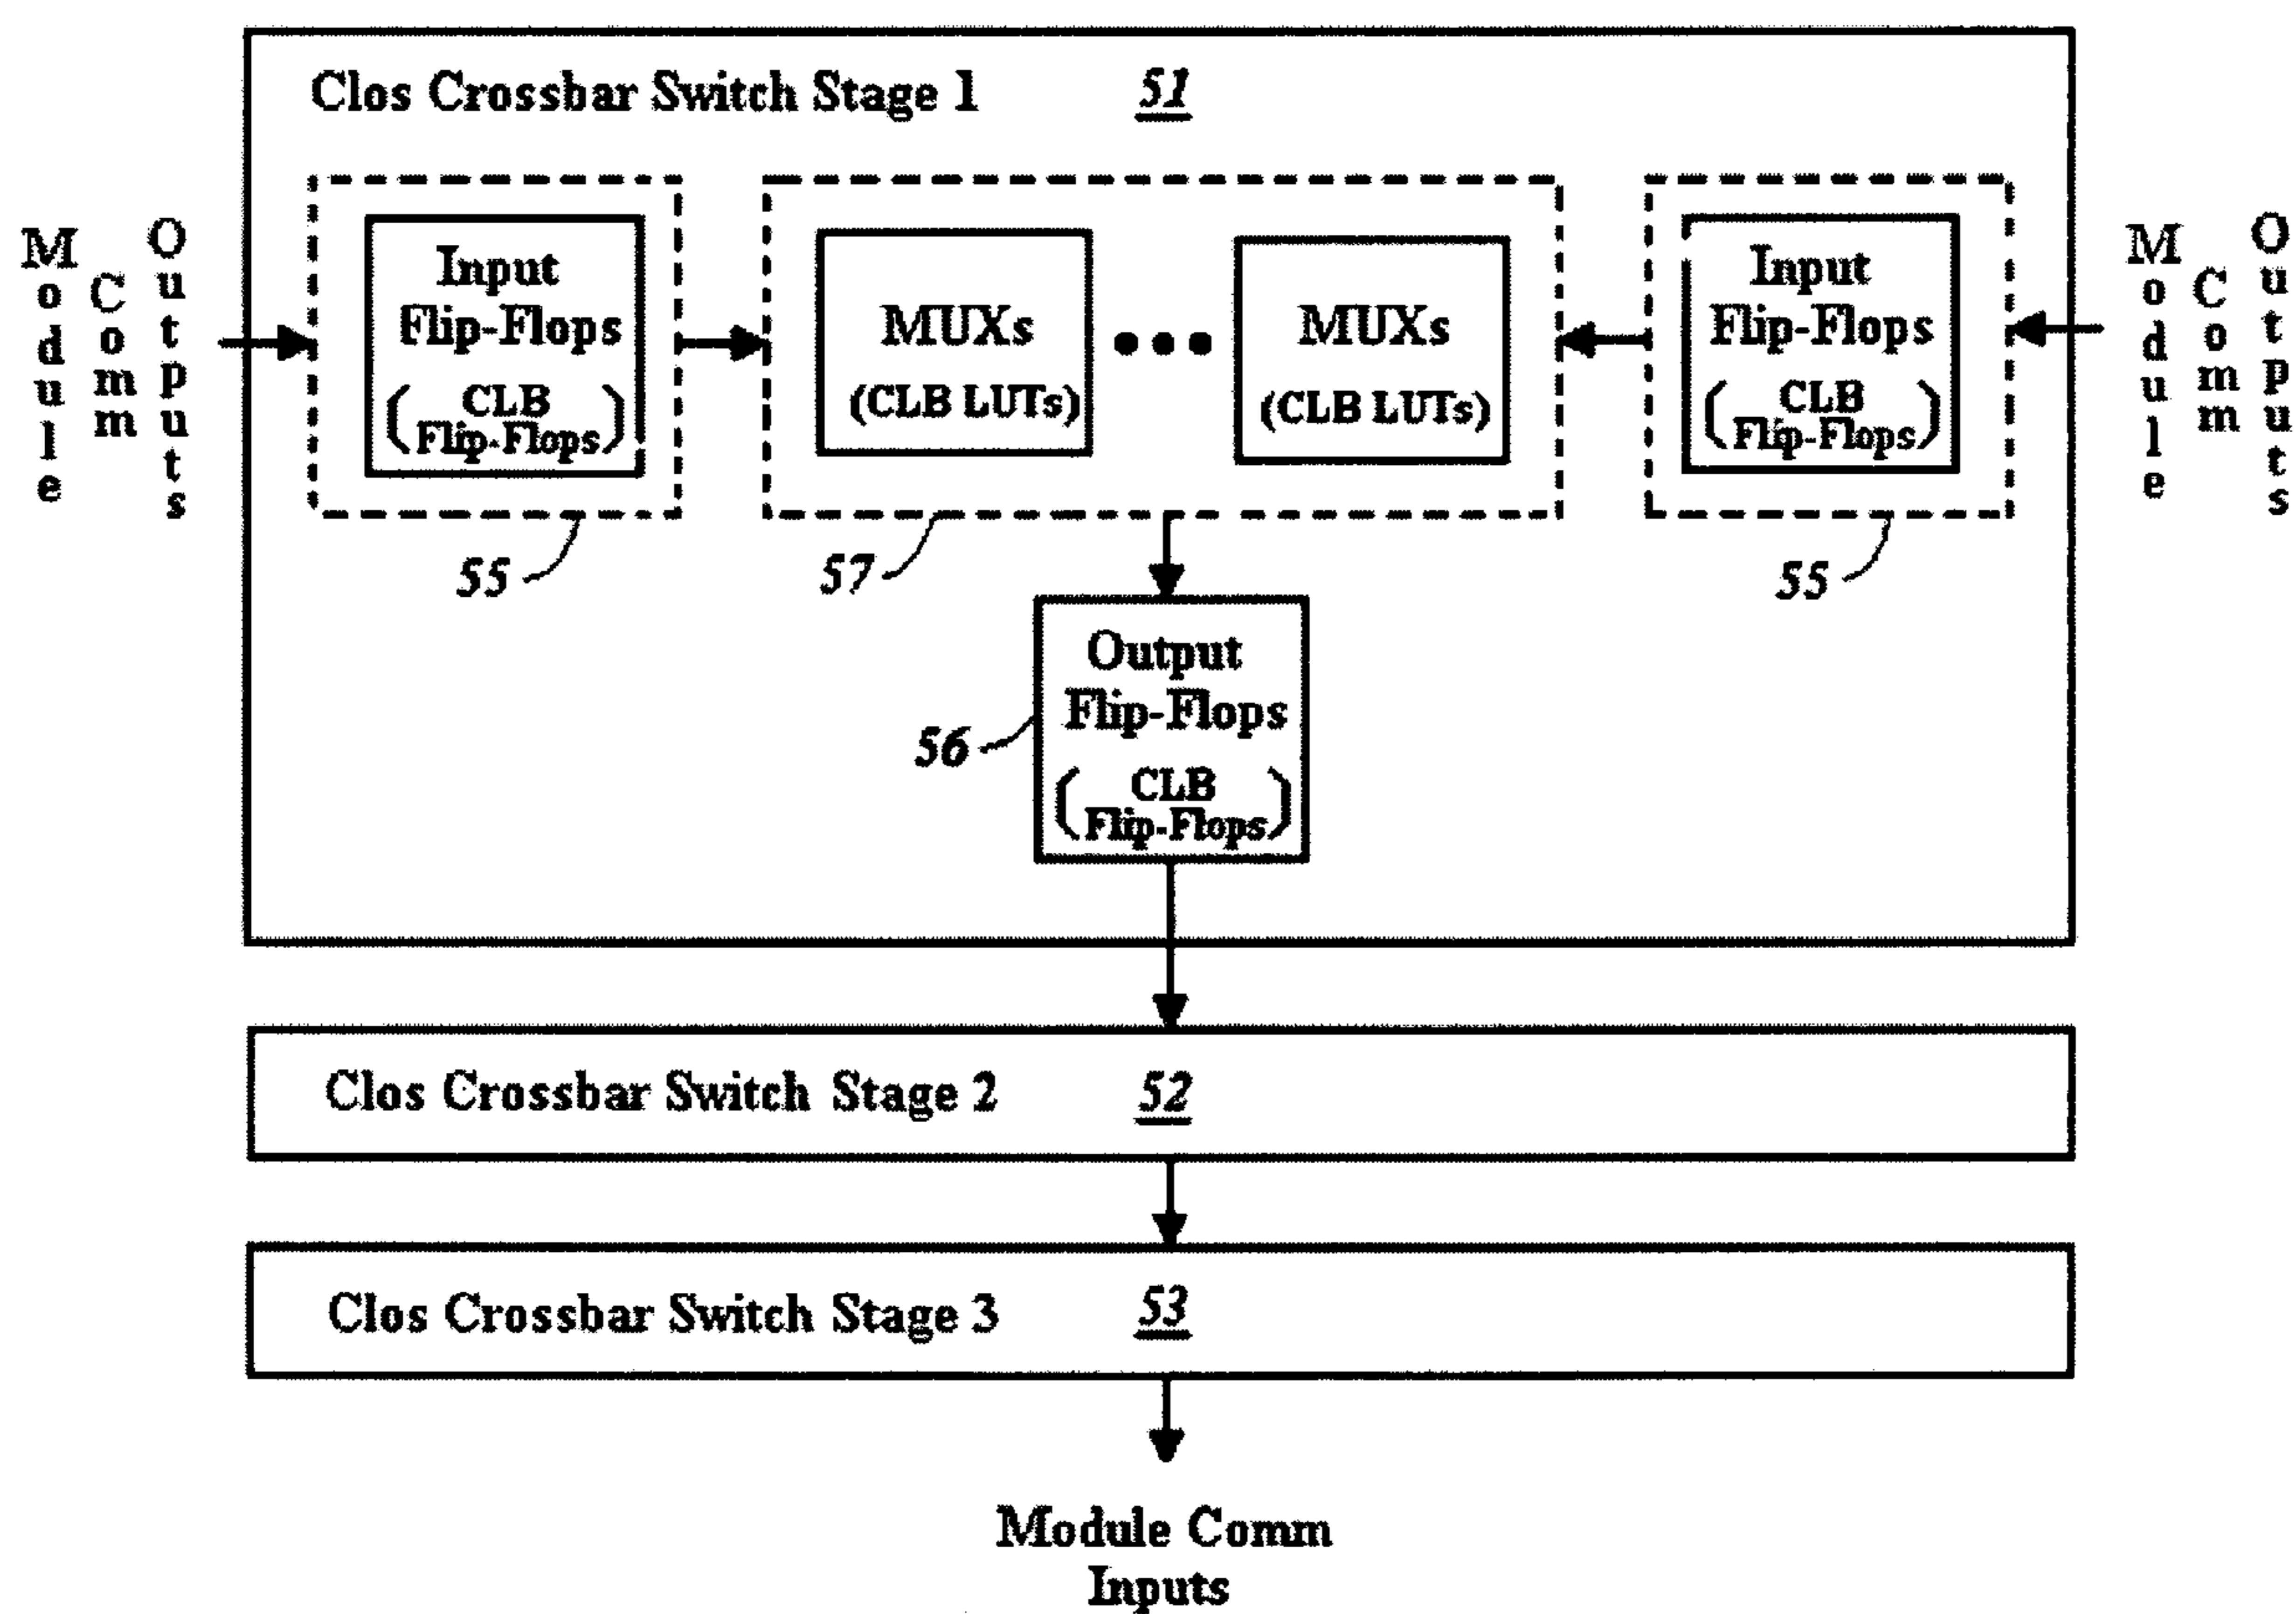 Clos Crossbar Switch Stage 1 51
Module
Comm
Outputs
Input
Flip-Flops
(CLB
Flip-Flops)
55
MUXs
(CLB LUTs)
•••
MUXs
(CLB LUTs)
57
Input
Flip-Flops
(CLB
Flip-Flops)
55
Module
Comm
Outputs
Output
Flip-Flops
(CLB
Flip-Flops)
56
Clos Crossbar Switch Stage 2 52
Clos Crossbar Switch Stage 3 53
Module Comm
Inputs